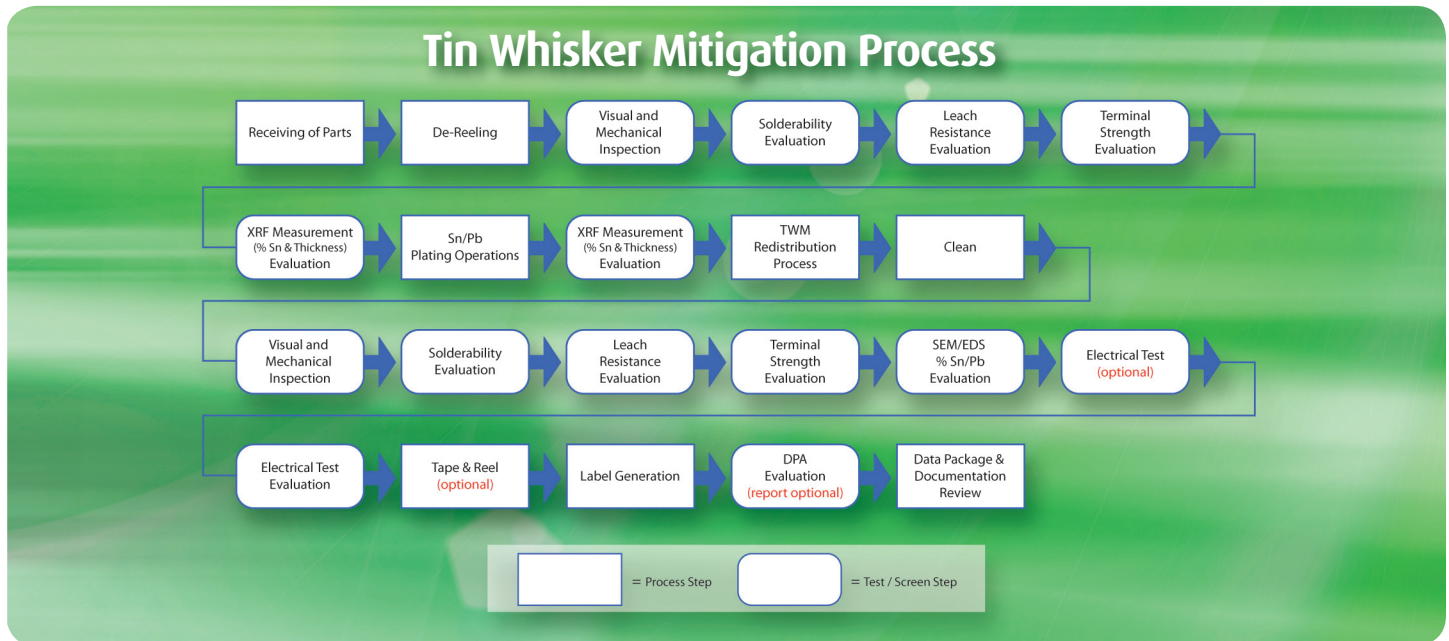 Tin Whisker Mitigation Process
Receiving of Parts
De-Reeling
Visual and
Mechanical
Inspection
Solderability
Evaluation
Leach
Resistance
Evaluation
Terminal
Strength
Evaluation
XRF Measurement
(% Sn & Thickness)
Evaluation
Sn/Pb
Plating Operations
XRF Measurement
(% Sn & Thickness)
Evaluation
TWM
Redistribution
Process
Clean
Visual and
Mechanical
Inspection
Solderability
Evaluation
Leach
Resistance
Evaluation
Terminal
Strength
Evaluation
SEM/EDS
% Sn/Pb
Evaluation
Electrical Test
(optional)
Electrical Test
Evaluation
Tape & Reel
(optional)
Label Generation
DPA
Evaluation
(report optional)
Data Package &
Documentation
Review
= Process Step
= Test / Screen Step